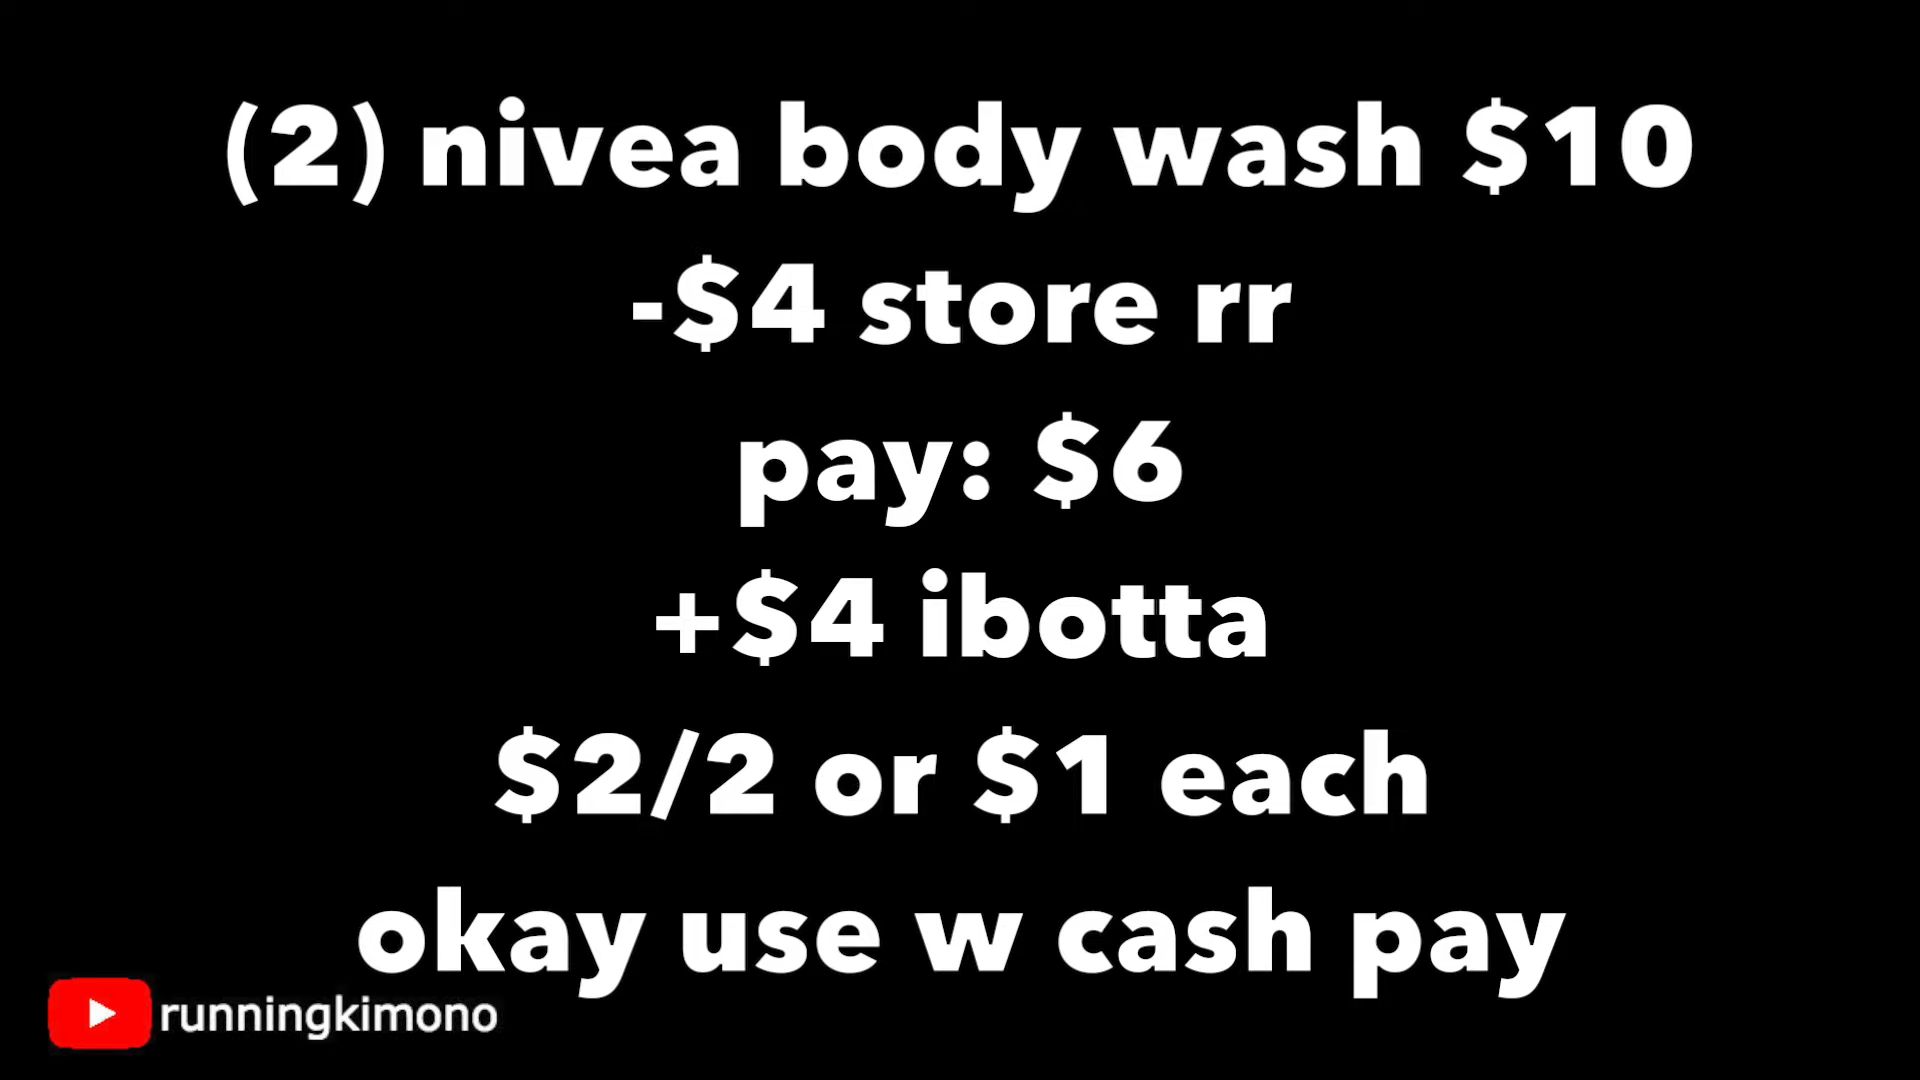 (2) nivea body wash $10
-$4 store rr
pay: $6
+$4 ibotta
$2/2 or $1 each
okay use w cash pay
runningkimono